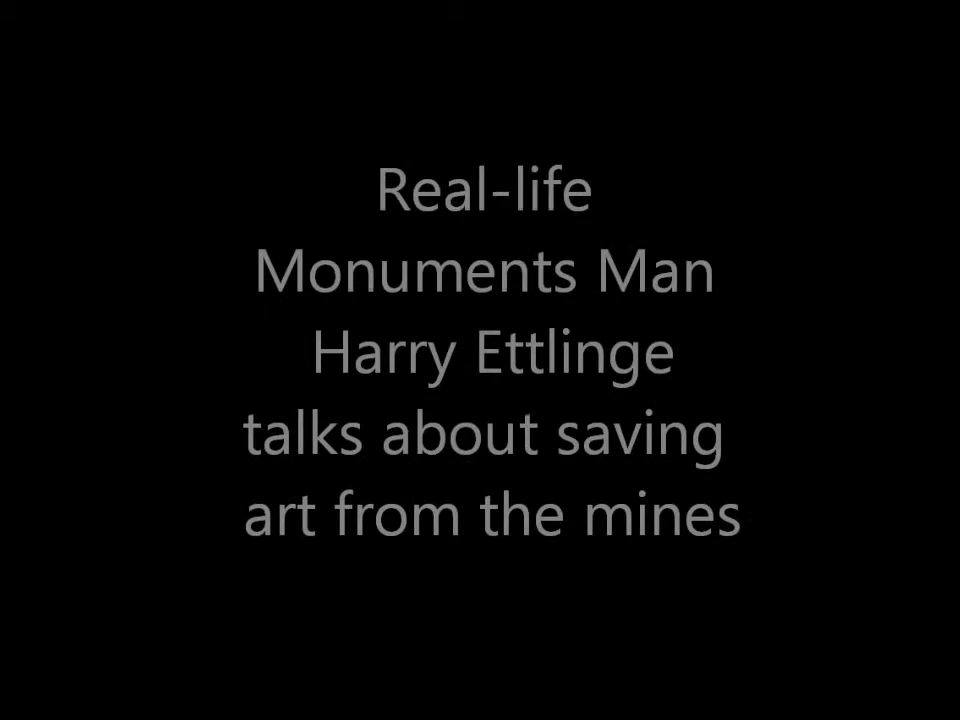 Real-life
Monuments Man
Harry Ettlinge
talks about saving
art from the mines